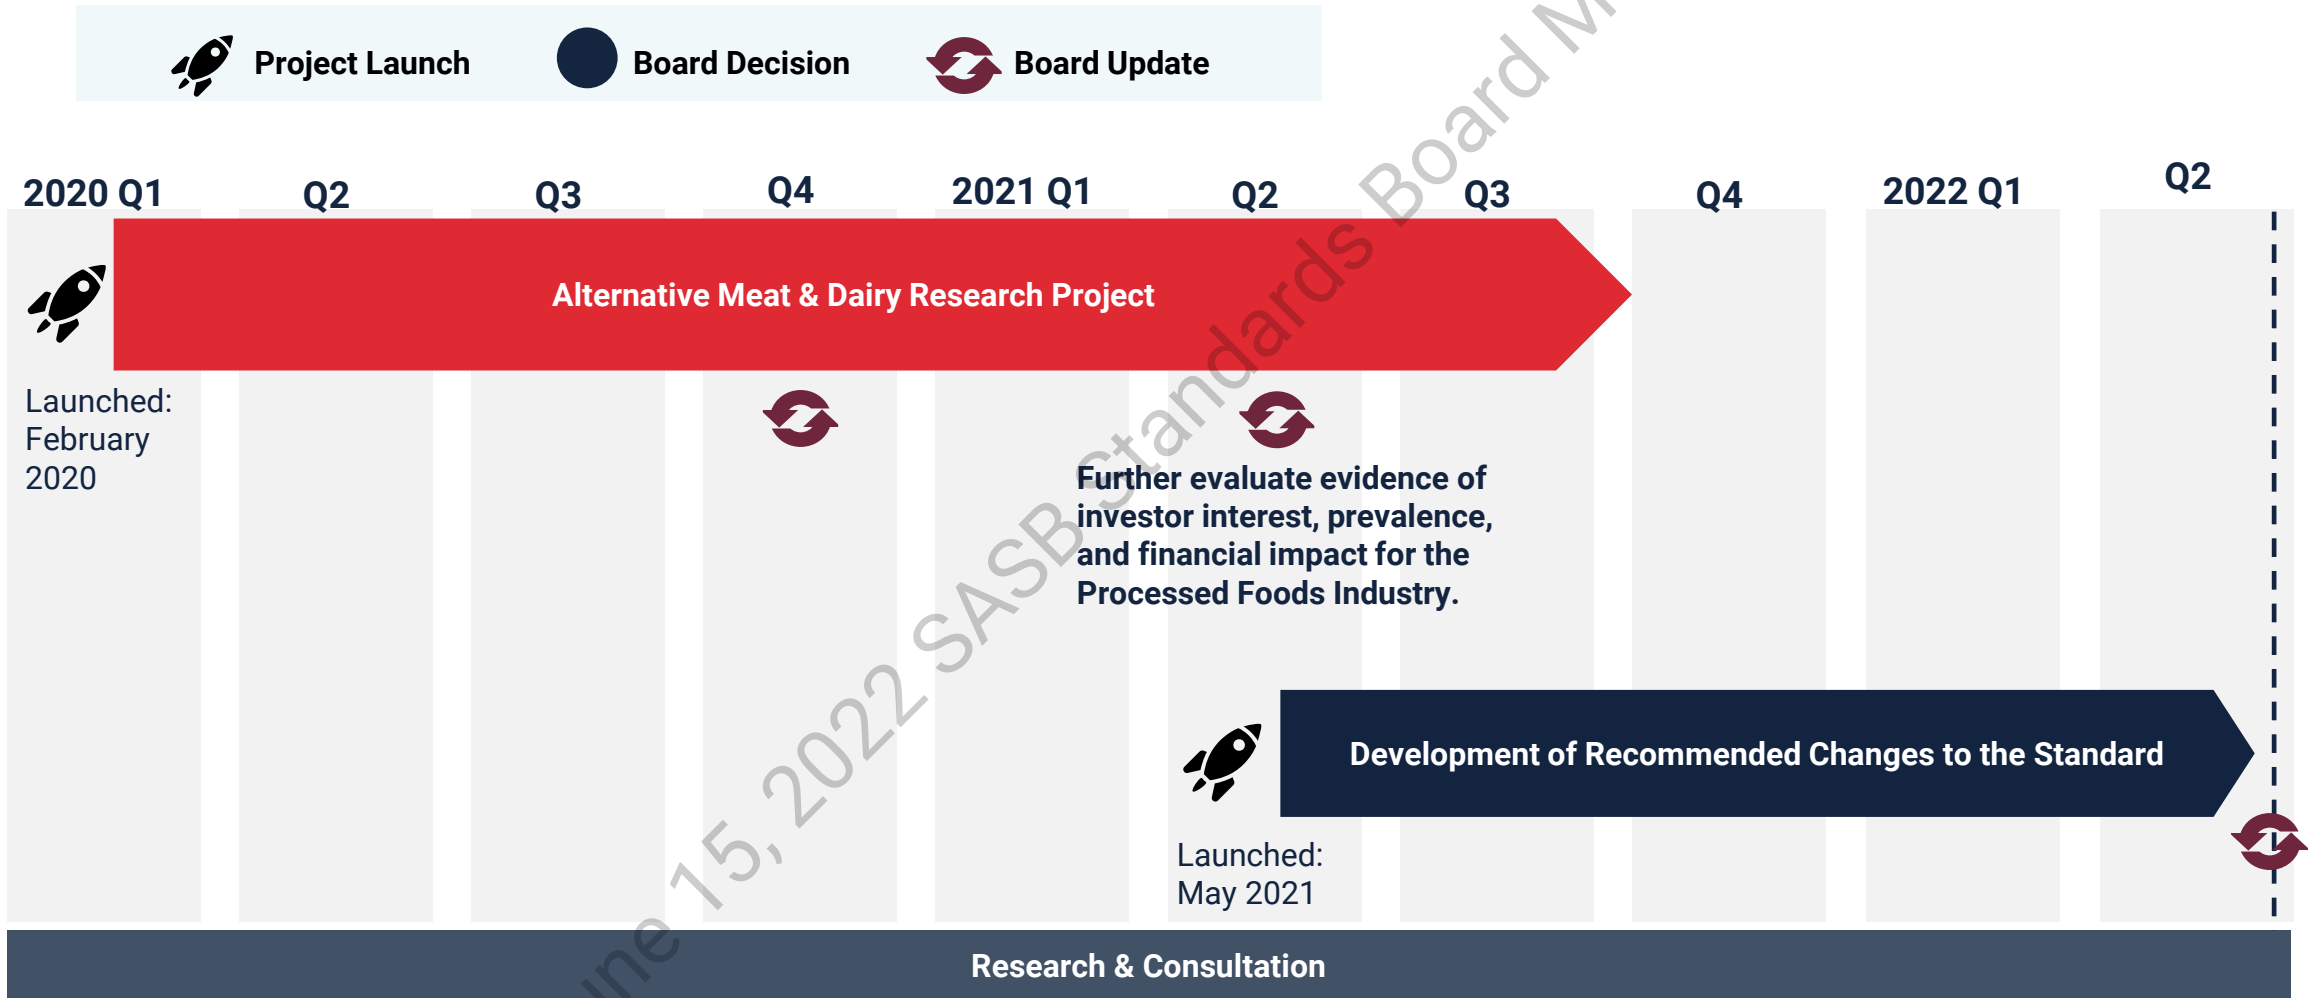 Project Launch
Board Decision
Board Update
2020 Q1
Q2
Q3
Q4
2021 Q1
Q2
Q3
Q4
2022 Q1
Q2
Alternative Meat & Dairy Research Project
Launched:
February
2020
Further evaluate evidence of
investor interest, prevalence,
and financial impact for the
Processed Foods Industry.
Development of Recommended Changes to the Standard
Launched:
May 2021
Research & Consultation
15, 2022 SASB Standards Board